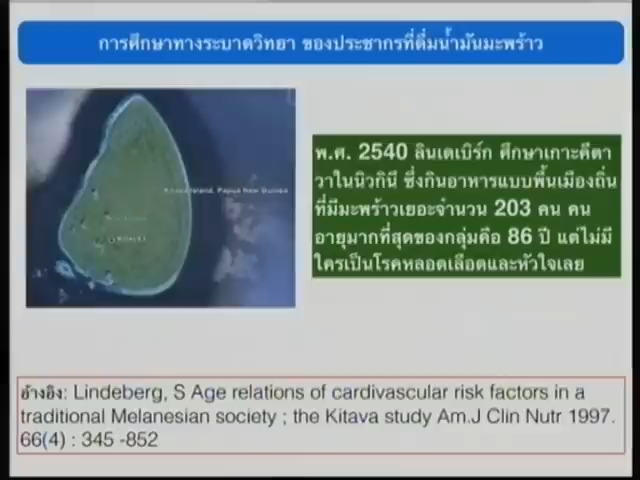 การศึกษาทางระบาดวิทยา ของประชากรที่ดื่มน้ำมันมะพร้าว
Kitava Island, Papua New Guinea
พ.ศ. 2540 ลินเดเบิร์ก ศึกษาเกาะคีตา
วาในนิวกินี ซึ่งกินอาหารแบบพื้นเมืองถิ่น
ที่มีมะพร้าวเยอะจำนวน 203 คน คน
อายุมากที่สุดของกลุ่มคือ 86 ปี แต่ไม่มี
ใครเป็นโรคหลอดเลือดและหัวใจเลย
อ้างอิง: Lindeberg, S Age relations of cardivascular risk factors in a
traditional Melanesian society ; the Kitava study Am.J Clin Nutr 1997.
66(4) : 345 -852